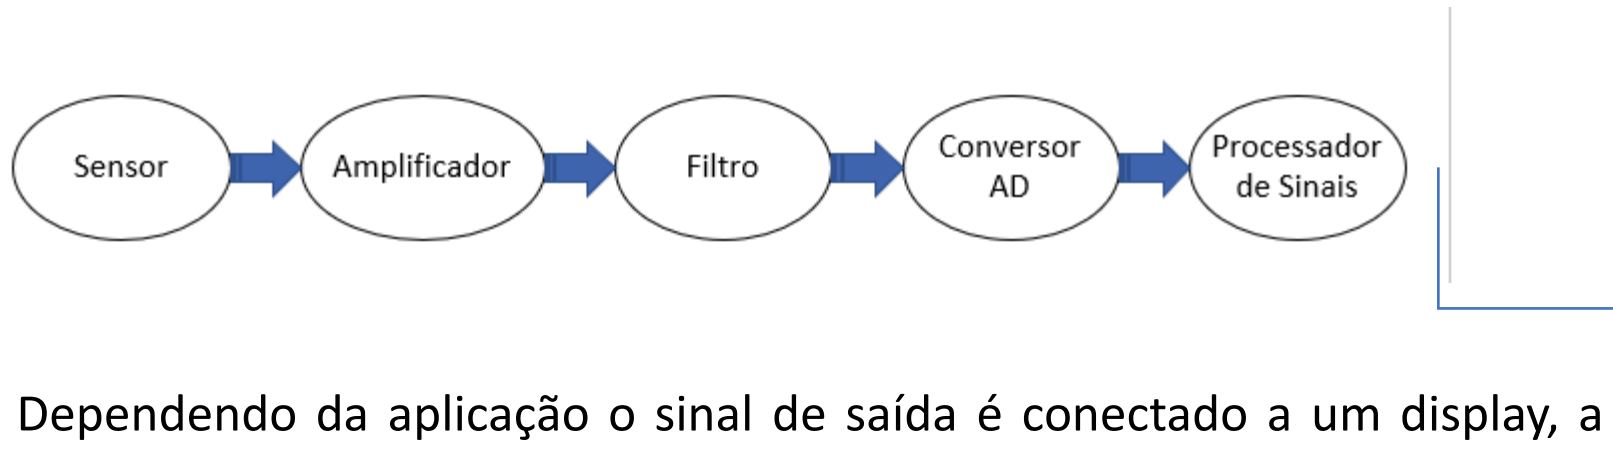 Sensor
Amplificador
Filtro
Conversor
AD
Processador
de Sinais
Dependendo da aplicação o sinal de saída é conectado a um display, a